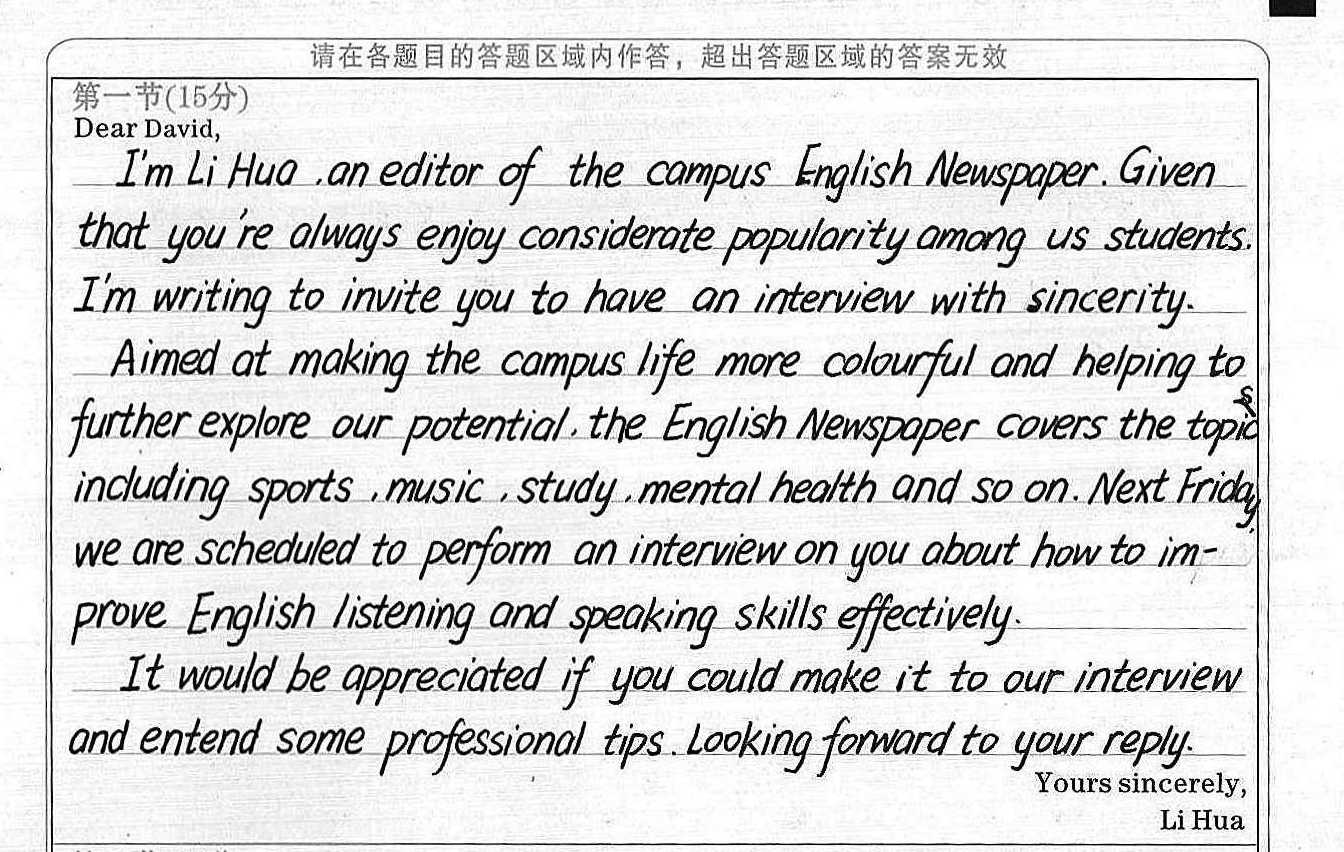 请在各题目的答题区域内作答，超出答题区域的答案无效
第一节(15分)
Dear David,
I'm Li Hua ,an editor of the campus English Newspaper. Given
that you're always enjoy considerate popularity among us students.
I'm writing to invite you to have an interview with sincerity.
Aimed at making the campus life more colourful and helping to
further explore our potential, the English Newspaper covers the topics
including sports ,music ,study ,mental health and so on. Next Friday,
we are scheduled to perform an interview on you about how to im-
prove English listening and speaking skills effectively.
It would be appreciated if you could make it to our interview
and entend some professional tips. Looking forward to your reply.
Yours sincerely,
Li Hua